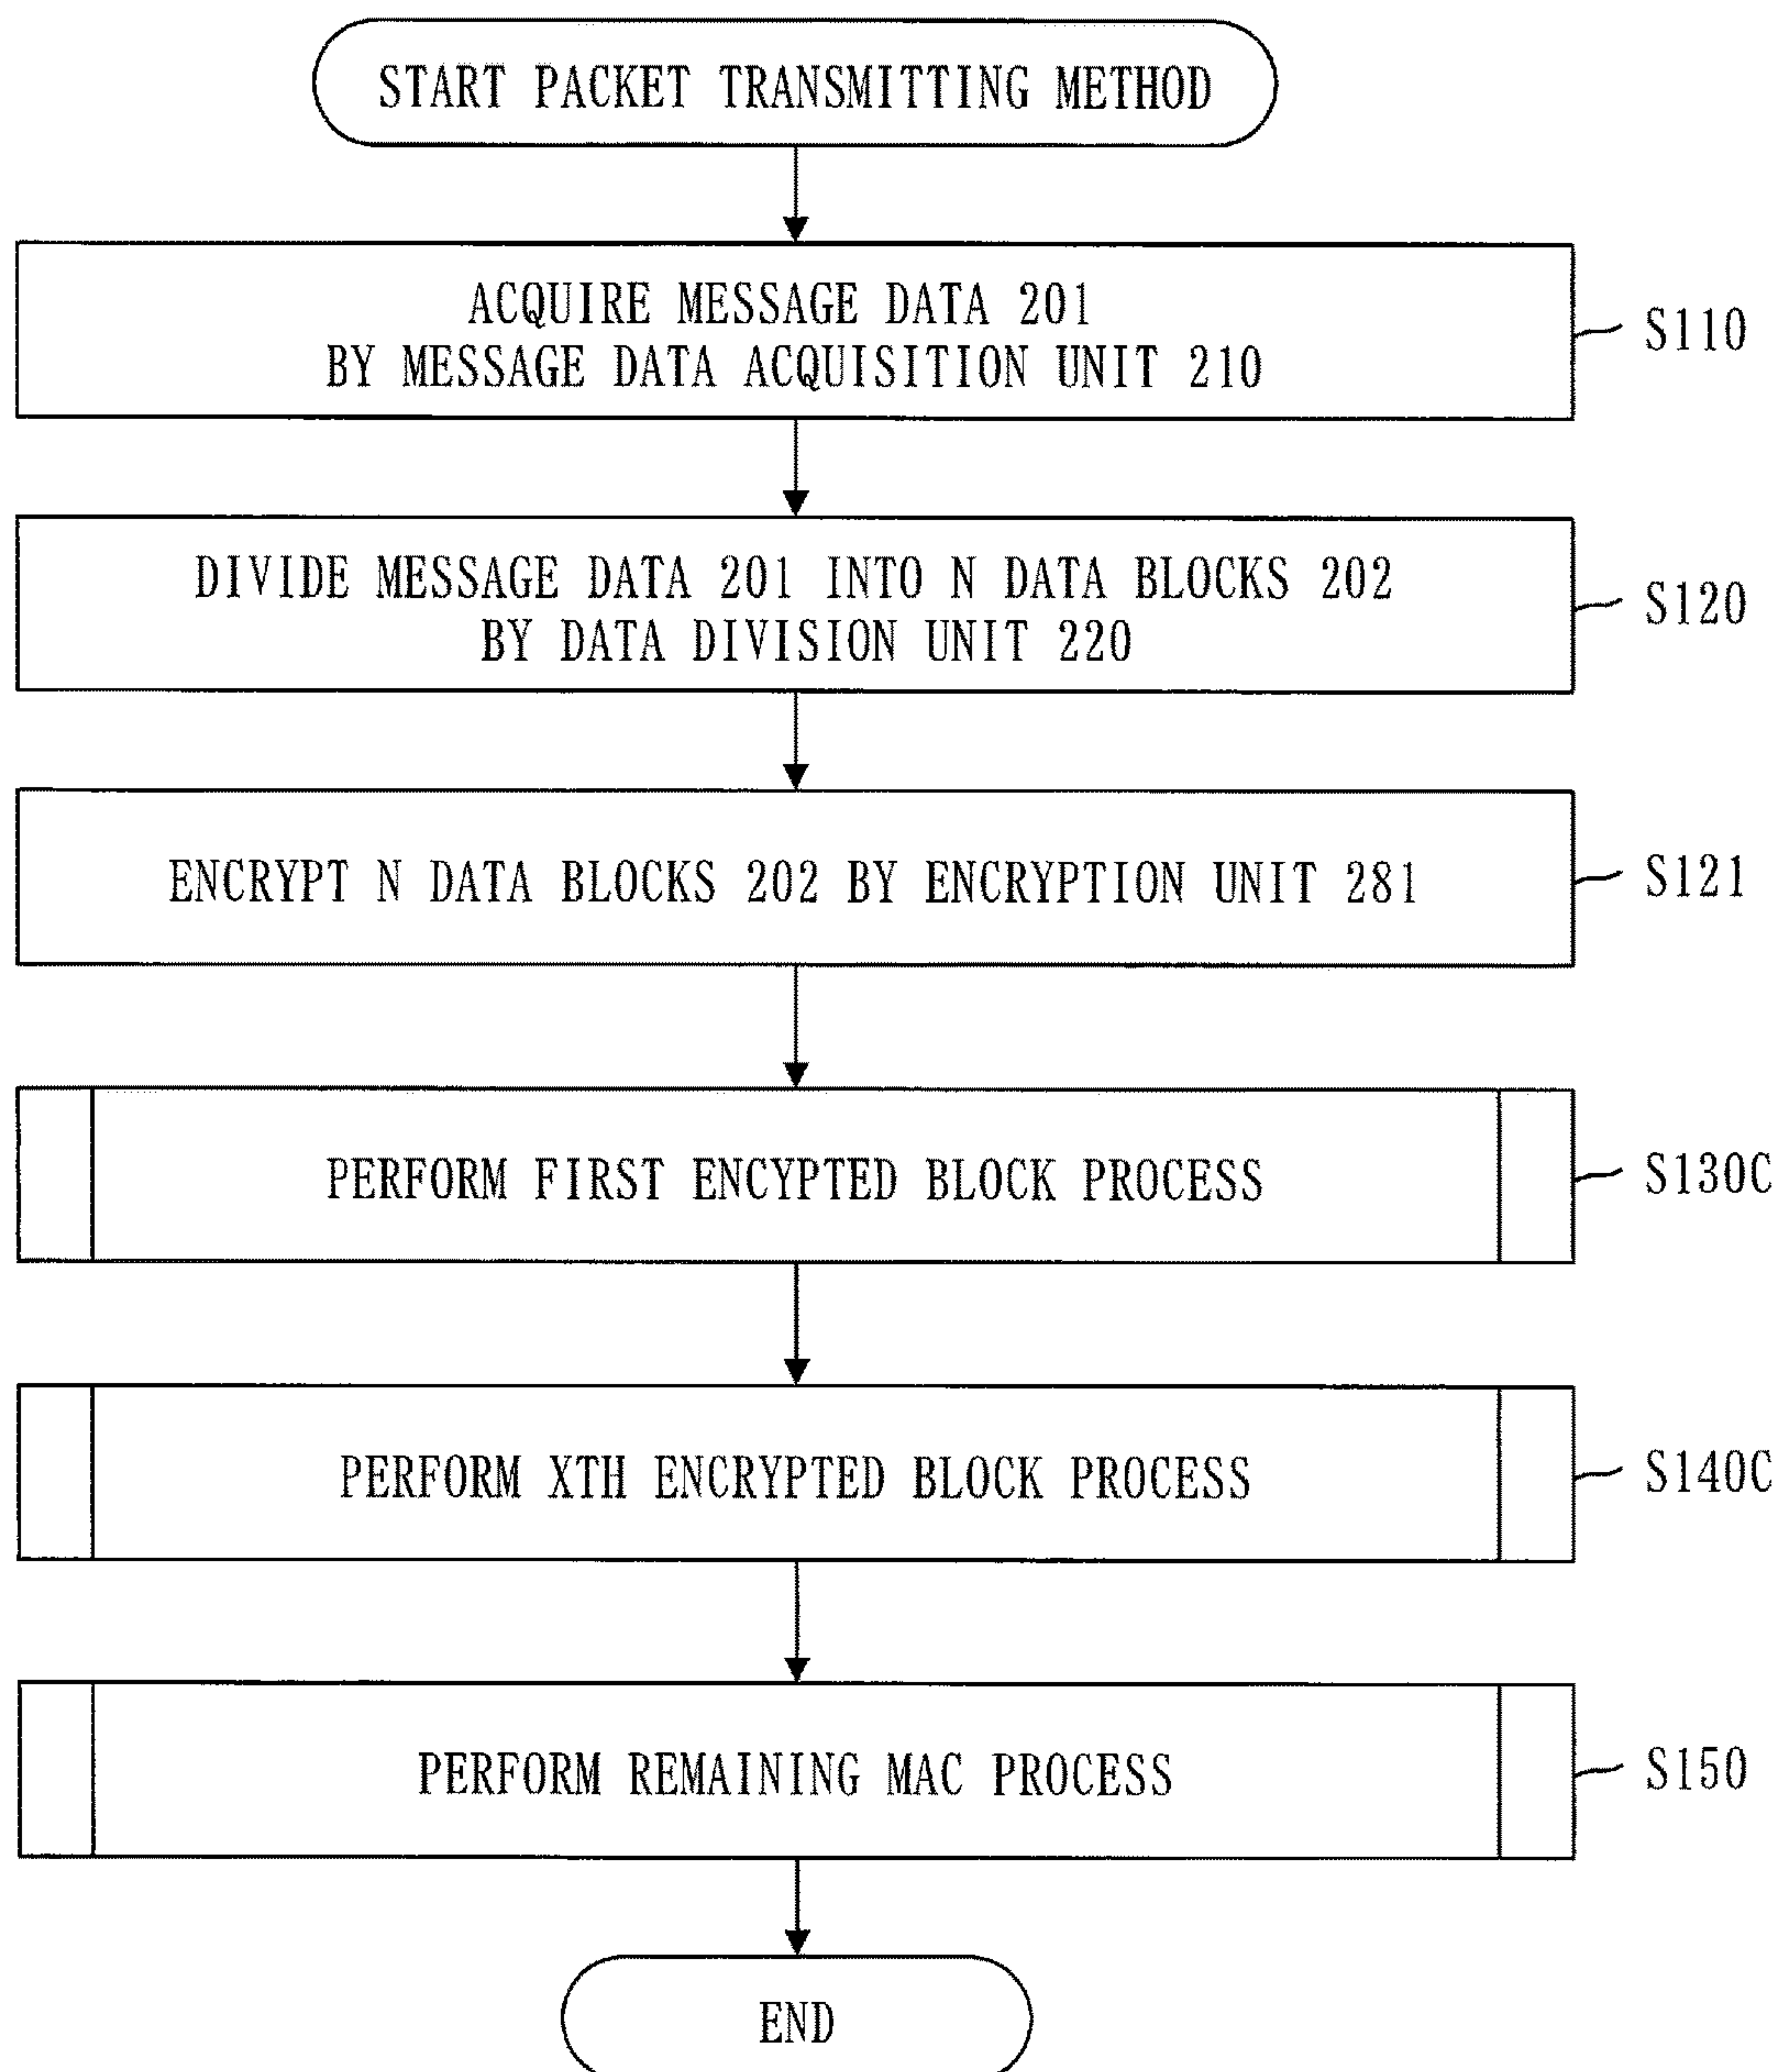 START PACKET TRANSMITTING METHOD
ACQUIRE MESSAGE DATA 201
BY MESSAGE DATA ACQUISITION UNIT 210
S110
DIVIDE MESSAGE DATA 201 INTO N DATA BLOCKS 202
BY DATA DIVISION UNIT 220
S120
ENCRYPT N DATA BLOCKS 202 BY ENCRYPTION UNIT 281
S121
PERFORM FIRST ENCYPTED BLOCK PROCESS
S130C
PERFORM XTH ENCRYPTED BLOCK PROCESS
S140C
PERFORM REMAINING MAC PROCESS
S150
END